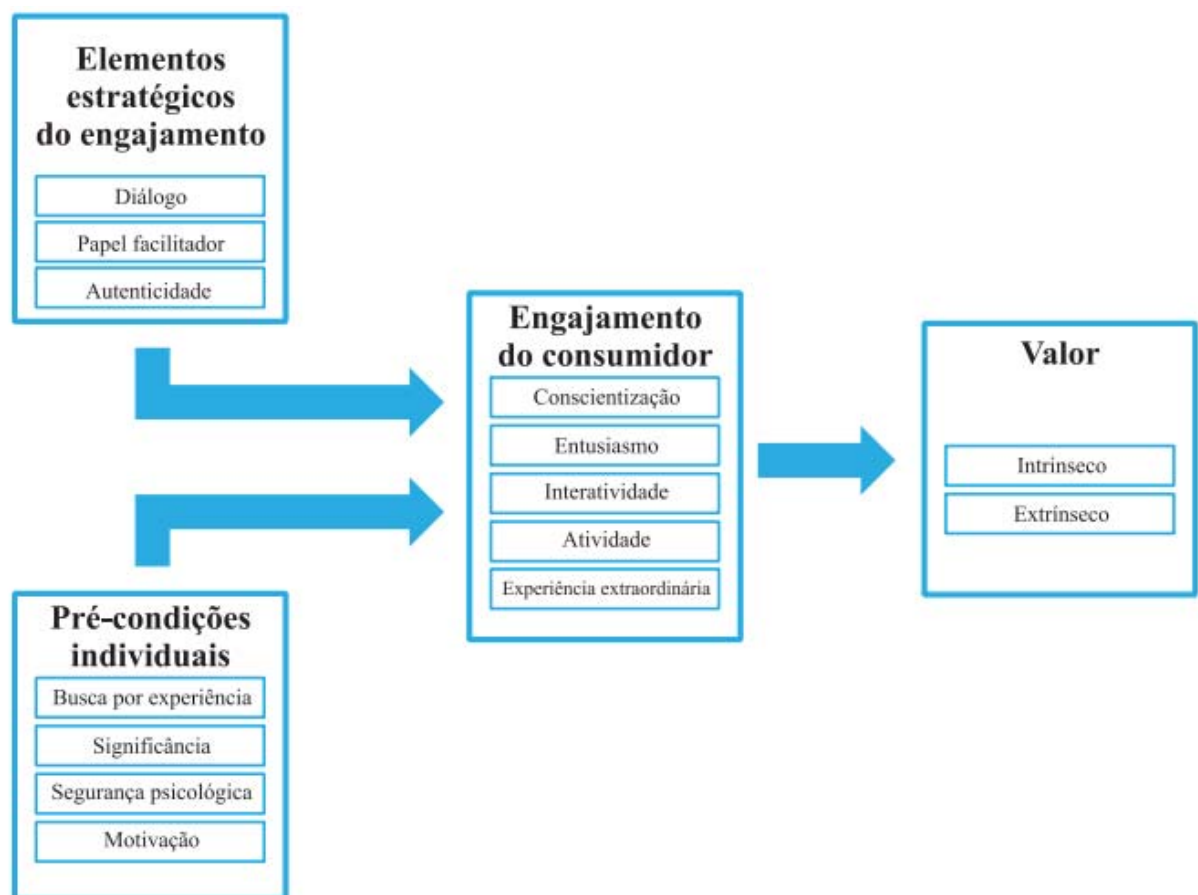 Elementos
estratégicos
do engajamento
Diálogo
Papel facilitador
Autenticidade
Pré-condições
individuais
Busca por experiência
Significância
Segurança psicológica
Motivação
Engajamento
do consumidor
Conscientização
Entusiasmo
Interatividade
Atividade
Experiência extraordinária
Valor
Intrínseco
Extrínseco